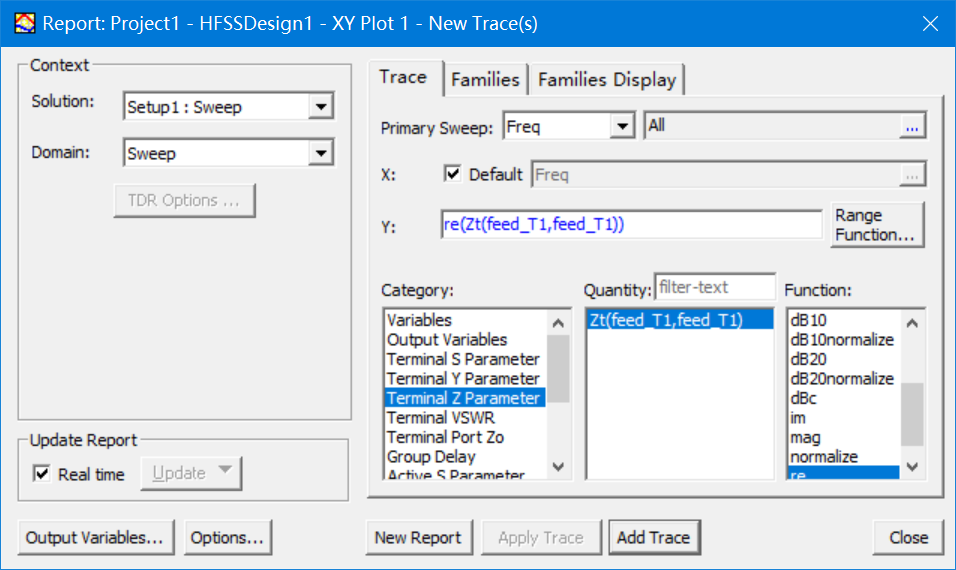 Report: Project1 - HFSSDesign1 - XY Plot 1 - New Trace(s)
Context
Solution:
Setup1 : Sweep
Domain:
Sweep
TDR Options ...
Update Report
Real time
Update
Output Variables...
Options...
Trace
Families
Families Display
Primary Sweep:
Freq
All
...
X:
Default
Freq
...
Y:
re(Zt(feed_T1,feed_T1))
Range
Function...
Category:
Variables
Output Variables
Terminal S Parameter
Terminal Y Parameter
Terminal Z Parameter
Terminal VSWR
Terminal Port Zo
Group Delay
Active S Parameter
Quantity:
filter-text
Zt(feed_T1,feed_T1)
Function:
dB10
dB10normalize
dB20
dB20normalize
dBc
im
mag
normalize
re
New Report
Apply Trace
Add Trace
Close